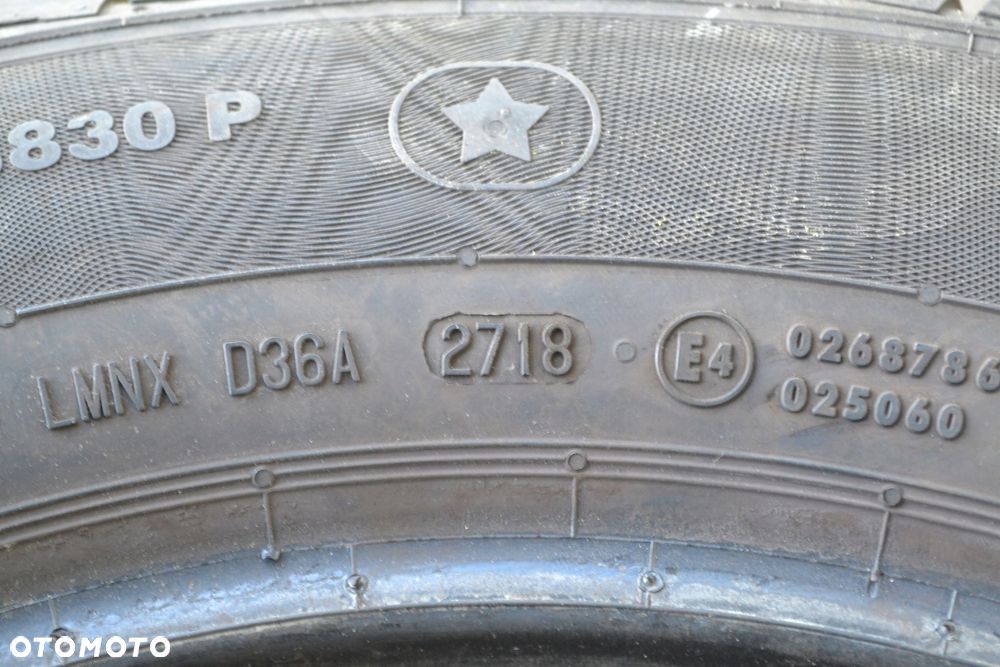 830 P
LMNX D36A 2718 E4 0268786
025060
OTOMOTO